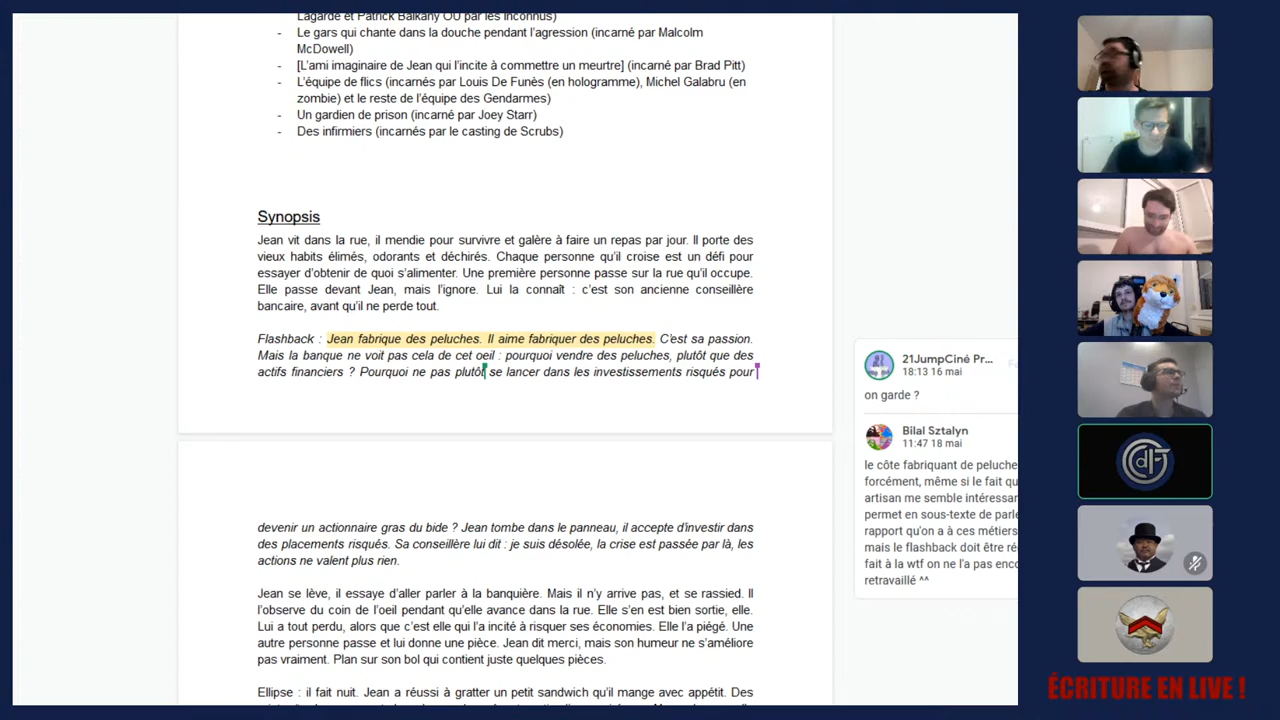 Lagarde et Patrick Balkany OU par les Inconnus)
- Le gars qui chante dans la douche pendant l'agression (incarné par Malcolm
McDowell)
- [L'ami imaginaire de Jean qui l'incite à commettre un meurtre] (incarné par Brad Pitt)
- L'équipe de flics (incarnés par Louis De Funès (en hologramme), Michel Galabru (en
zombie) et le reste de l'équipe des Gendarmes)
- Un gardien de prison (incarné par Joey Starr)
- Des infirmiers (incarnés par le casting de Scrubs)
Synopsis
Jean vit dans la rue, il mendie pour survivre et galère à faire un repas par jour. Il porte des
vieux habits élimés, odorants et déchirés. Chaque personne qu'il croise est un défi pour
essayer d'obtenir de quoi s'alimenter. Une première personne passe sur la rue qu'il occupe.
Elle passe devant Jean, mais l'ignore. Lui la connaît : c'est son ancienne conseillère
bancaire, avant qu'il ne perde tout.
Flashback : Jean fabrique des peluches. Il aime fabriquer des peluches. C'est sa passion.
Mais la banque ne voit pas cela de cet oeil : pourquoi vendre des peluches, plutôt que des
actifs financiers ? Pourquoi ne pas plutôt se lancer dans les investissements risqués pour
devenir un actionnaire gras du bide ? Jean tombe dans le panneau, il accepte d'investir dans
des placements risqués. Sa conseillère lui dit : je suis désolée, la crise est passée par là, les
actions ne valent plus rien.
Jean se lève, il essaye d'aller parler à la banquière. Mais il n'y arrive pas, et se rassied. Il
l'observe du coin de l'oeil pendant qu'elle avance dans la rue. Elle s'en est bien sortie, elle.
Lui a tout perdu, alors que c'est elle qui l'a incité à risquer ses économies. Elle l'a piégé. Une
autre personne passe et lui donne une pièce. Jean dit merci, mais son humeur ne s'améliore
pas vraiment. Plan sur son bol qui contient juste quelques pièces.
Ellipse : il fait nuit. Jean a réussi à gratter un petit sandwich qu'il mange avec appétit. Des
21JumpCiné Pr...
18:13 16 mai
on garde ?
Bilal Sztalyn
11:47 18 mai
le côte fabriquant de peluche
forcément, même si le fait qu
artisan me semble intéressan
permet en sous-texte de parle
rapport qu'on a à ces métiers
mais le flashback doit être ré
fait à la wtf on ne l'a pas enco
retravaillé ^^
ÉCRITURE EN LIVE !